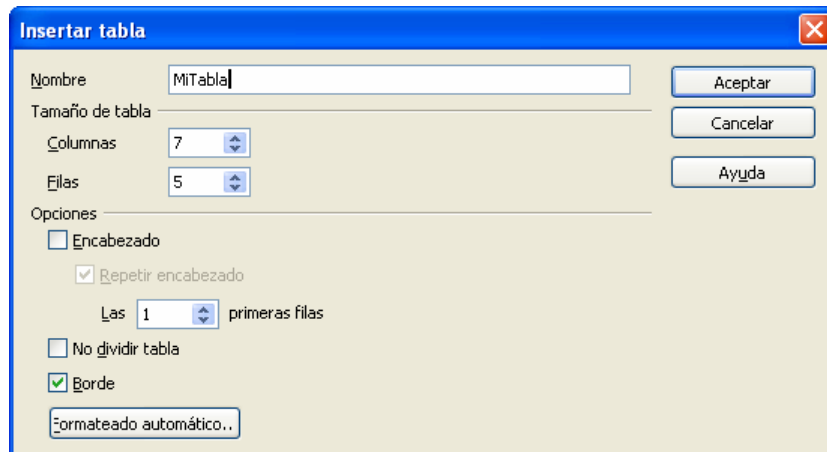 Insertar tabla
Nombre MiTabla Aceptar
Tamaño de tabla Cancelar
Columnas 7
Filas 5 Ayuda
Opciones
Encabezado
Repetir encabezado
Las 1 primeras filas
No dividir tabla
Borde
Formateado automático..